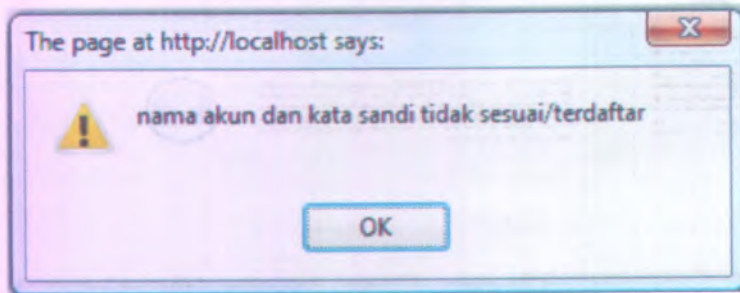 The page at http://localhost says:
nama akun dan kata sandi tidak sesuai/terdaftar
OK